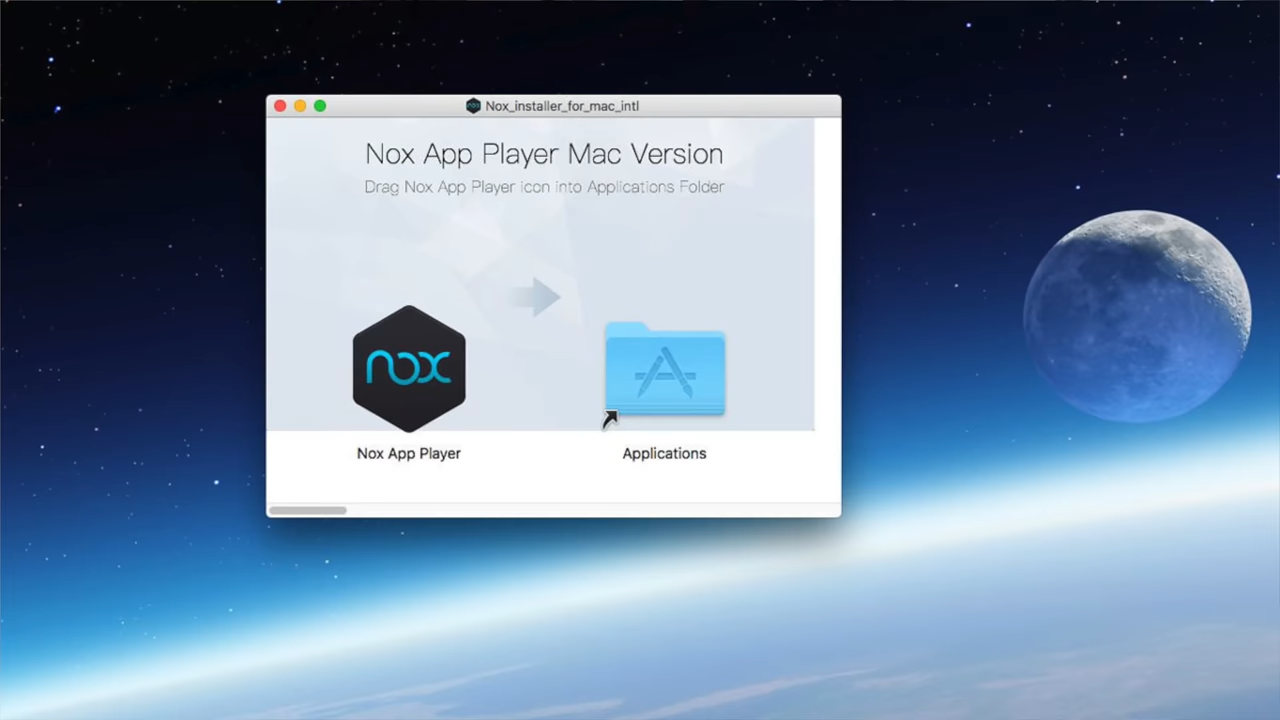 Nox_installer_for_mac_intl
Nox App Player Mac Version
Drag Nox App Player icon into Applications Folder
nox
Nox App Player
Applications